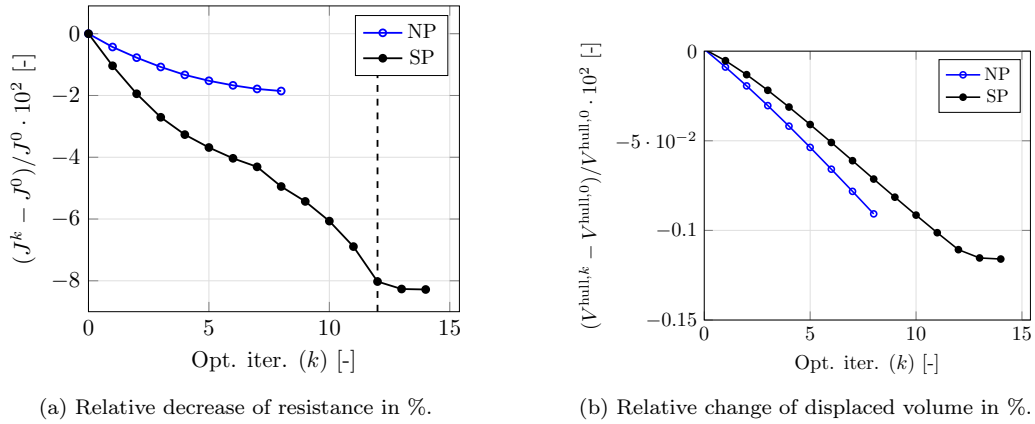 0
−2
−4
−6
−8
0
5
10
15
(J^k − J^0)/J^0 · 10^2 [-]
Opt. iter. (k) [-]
NP
SP
(a) Relative decrease of resistance in %.
0
−5 · 10^−2
−0.1
−0.15
0
5
10
15
(V^hull,k − V^hull,0)/V^hull,0 · 10^2 [-]
Opt. iter. (k) [-]
NP
SP
(b) Relative change of displaced volume in %.